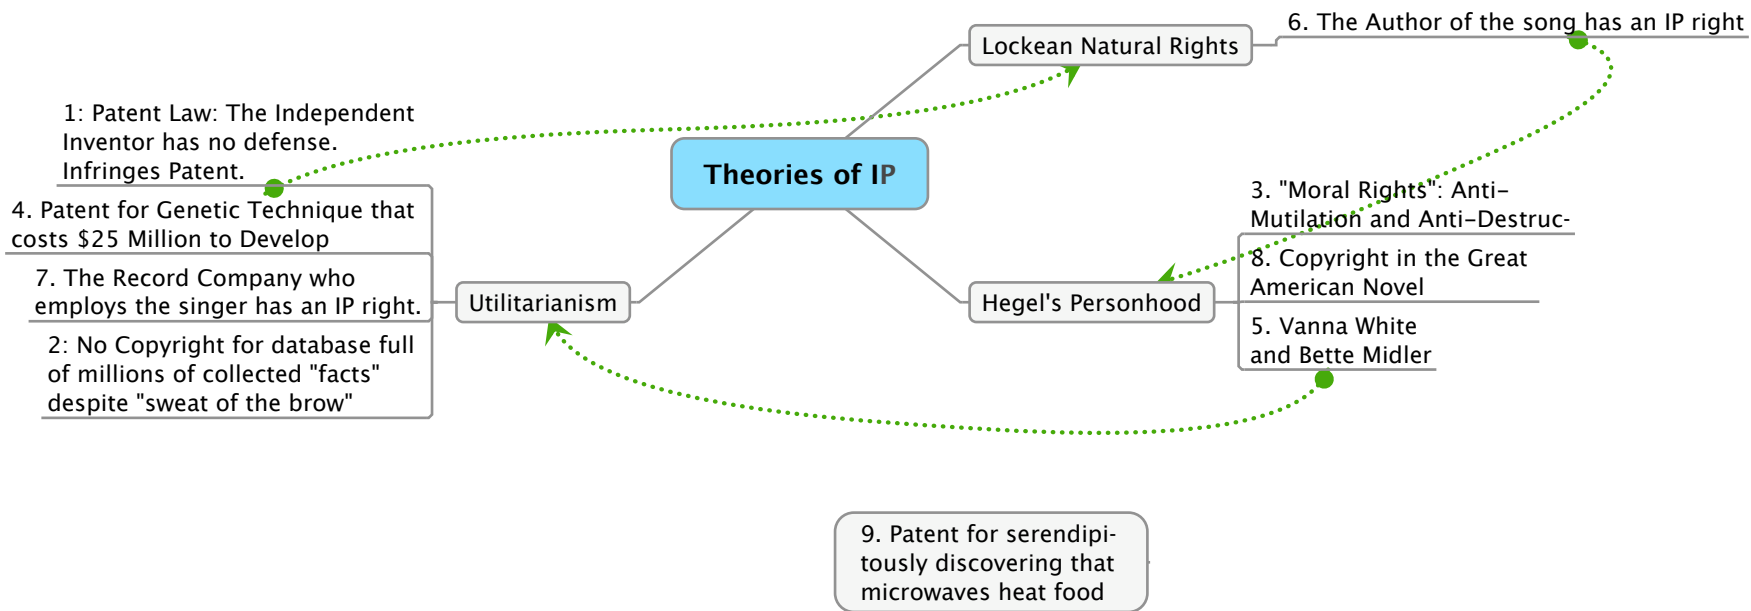 6. The Author of the song has an IP right
Lockean Natural Rights
1: Patent Law: The Independent
Inventor has no defense.
Infringes Patent.
Theories of IP
4. Patent for Genetic Technique that
costs $25 Million to Develop
3. "Moral Rights": Anti-
Mutilation and Anti-Destruc-
7. The Record Company who
employs the singer has an IP right.
Utilitarianism
Hegel's Personhood
8. Copyright in the Great
American Novel
2: No Copyright for database full
of millions of collected "facts"
despite "sweat of the brow"
5. Vanna White
and Bette Midler
9. Patent for serendipi-
tously discovering that
microwaves heat food